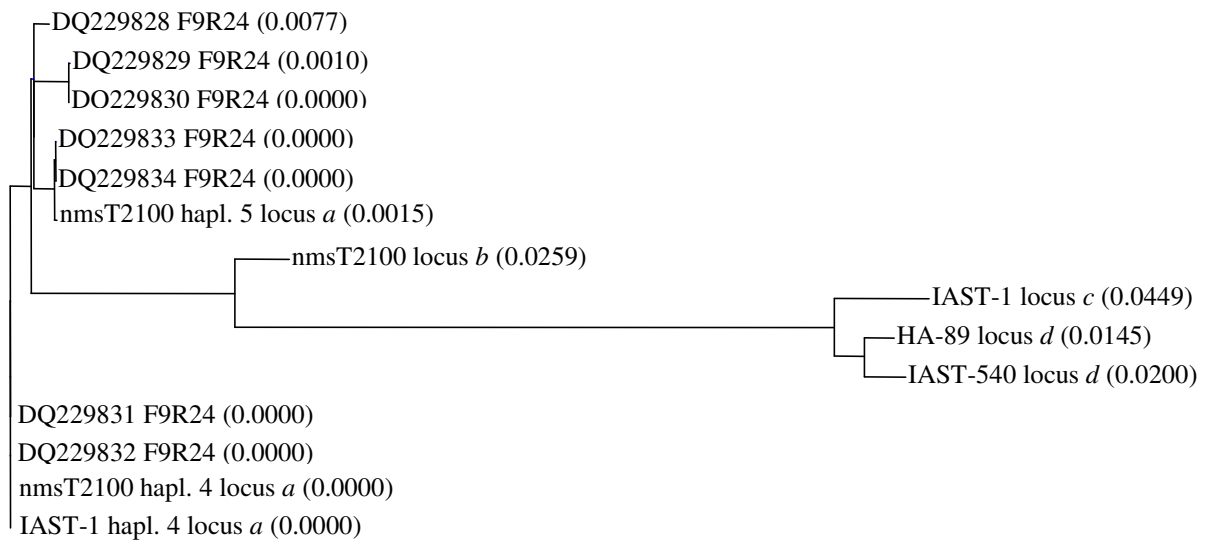 DQ229828 F9R24 (0.0077)
DQ229829 F9R24 (0.0010)
DO229830 F9R24 (0.0000)
DO229833 F9R24 (0.0000)
DQ229834 F9R24 (0.0000)
nmsT2100 hapl. 5 locus a (0.0015)
nmsT2100 locus b (0.0259)
IAST-1 locus c (0.0449)
HA-89 locus d (0.0145)
IAST-540 locus d (0.0200)
DQ229831 F9R24 (0.0000)
DQ229832 F9R24 (0.0000)
nmsT2100 hapl. 4 locus a (0.0000)
IAST-1 hapl. 4 locus a (0.0000)